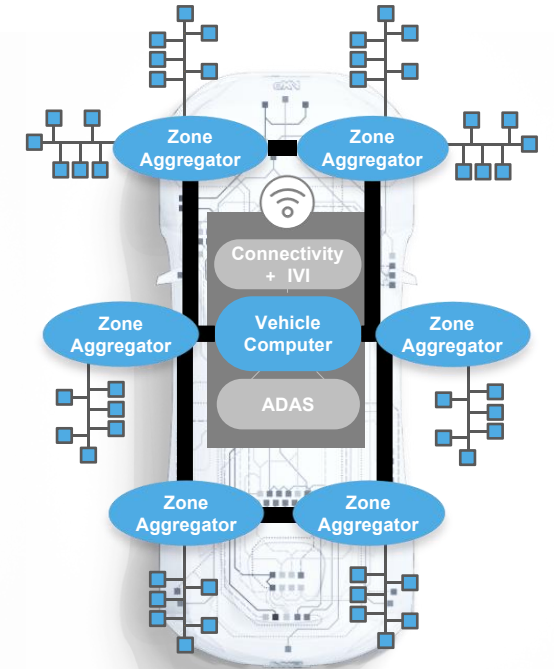 Zone
Aggregator
Zone
Aggregator
Connectivity
+ IVI
Zone
Aggregator
Vehicle
Computer
Zone
Aggregator
ADAS
Zone
Aggregator
Zone
Aggregator